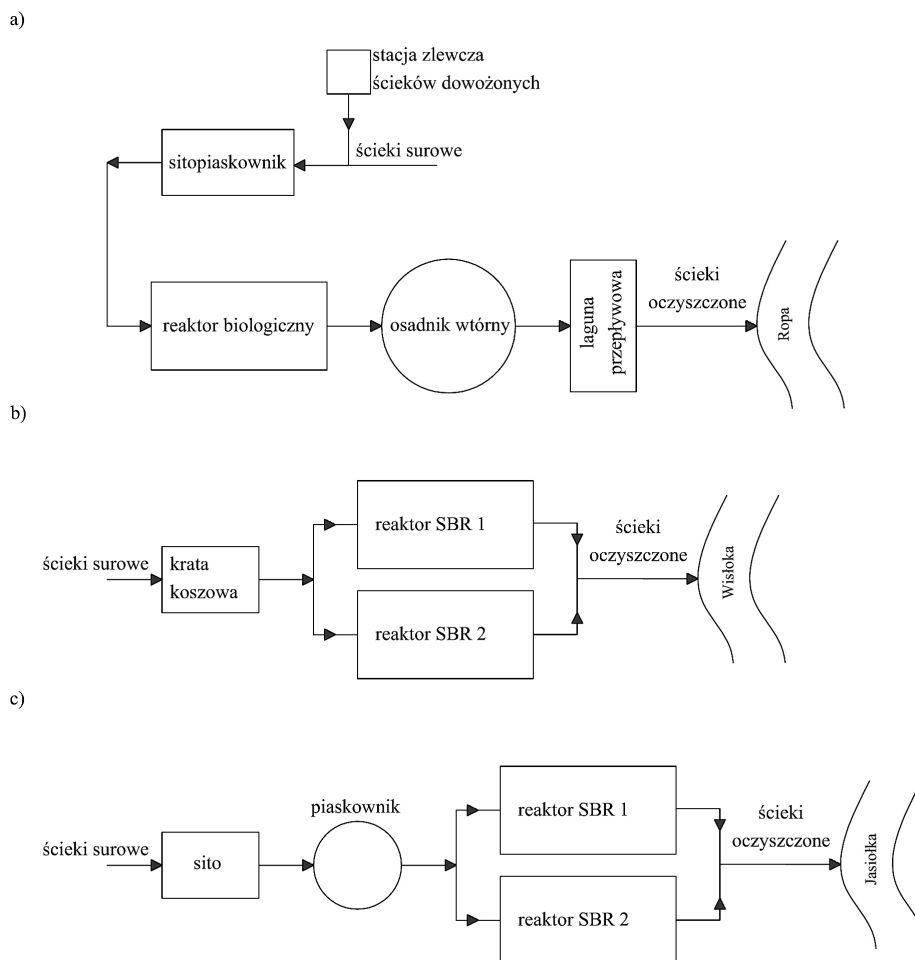 a)
stacja zlewcza
ścieków dowożonych
ścieki surowe
sitopiaskownik
reaktor biologiczny
osadnik wtórny
laguna
przepływowa
ścieki
oczyszczone
Ropa
b)
ścieki surowe
krata
koszowa
reaktor SBR 1
reaktor SBR 2
ścieki
oczyszczone
Wisłoka
c)
ścieki surowe
sito
piaskownik
reaktor SBR 1
reaktor SBR 2
ścieki
oczyszczone
Jasiołka